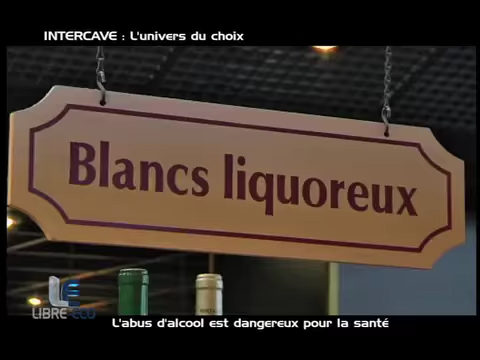 INTERCAVE : L'univers du choix
Blancs liquoreux
LIBRE ECO
L'abus d'alcool est dangereux pour la santé